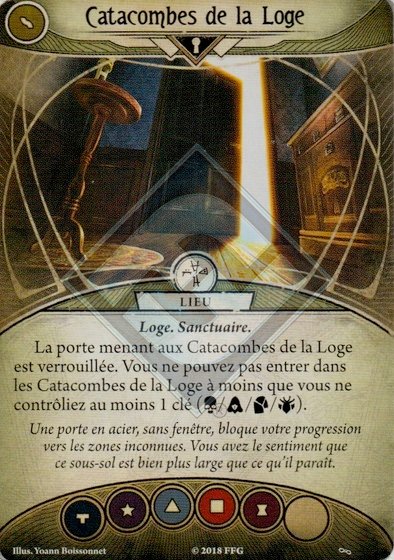 Catacombes de la Loge
LIEU
Loge. Sanctuaire.
La porte menant aux Catacombes de la Loge
est verrouillée. Vous ne pouvez pas entrer dans
les Catacombes de la Loge à moins que vous ne
contrôliez au moins 1 clé (/ / / ).
Une porte en acier, sans fenêtre, bloque votre progression
vers les zones inconnues. Vous avez le sentiment que
ce sous-sol est bien plus large que ce qu'il paraît.
Illus. Yoann Boissonnet
© 2018 FFG